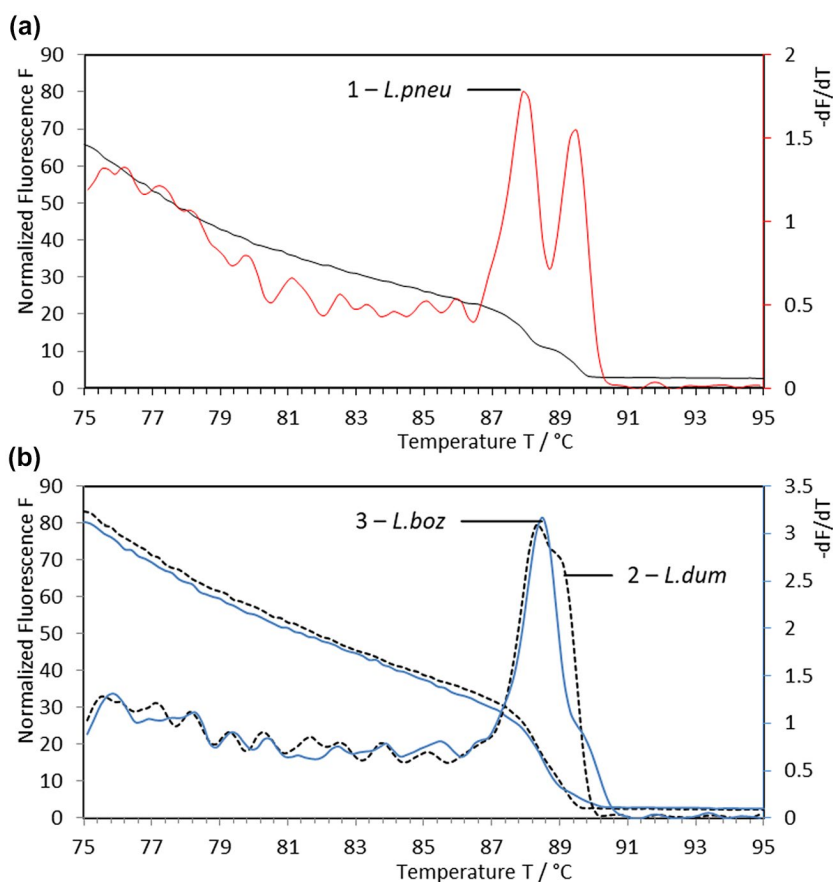 (a)
90
80
70
60
50
40
30
20
10
0
Normalized Fluorescence F
1 – L.pneu
2
1.5
1
0.5
0
-dF/dT
75 77 79 81 83 85 87 89 91 93 95
Temperature T / °C
(b)
90
80
70
60
50
40
30
20
10
0
Normalized Fluorescence F
3 – L.boz
2 – L.dum
3.5
3
2.5
2
1.5
1
0.5
0
-dF/dT
75 77 79 81 83 85 87 89 91 93 95
Temperature T / °C